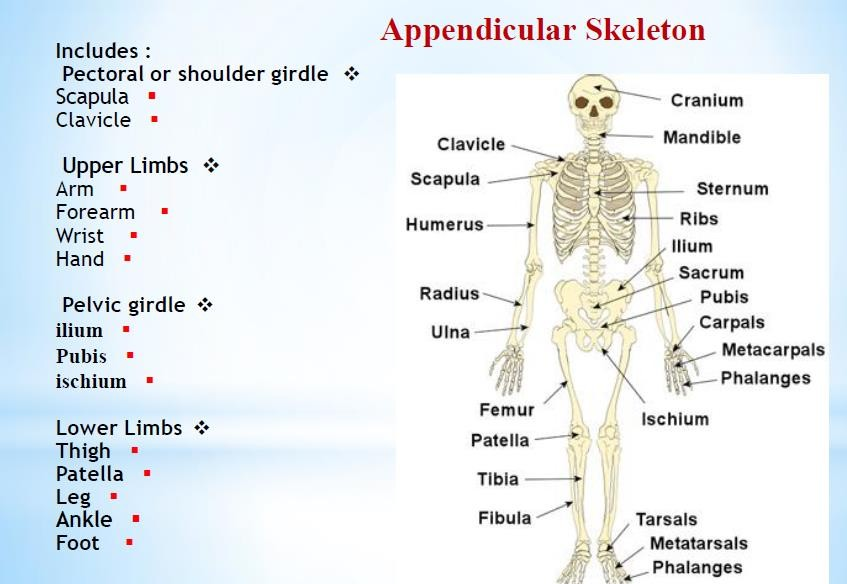 Appendicular Skeleton
Includes :
Pectoral or shoulder girdle ❖
Scapula ▪
Clavicle ▪
Upper Limbs ❖
Arm ▪
Forearm ▪
Wrist ▪
Hand ▪
Pelvic girdle ❖
ilium ▪
Pubis ▪
ischium ▪
Lower Limbs ❖
Thigh ▪
Patella ▪
Leg ▪
Ankle ▪
Foot ▪
Cranium
Mandible
Clavicle
Scapula
Sternum
Humerus
Ribs
Ilium
Sacrum
Radius
Pubis
Ulna
Carpals
Metacarpals
Phalanges
Femur
Ischium
Patella
Tibia
Fibula
Tarsals
Metatarsals
Phalanges